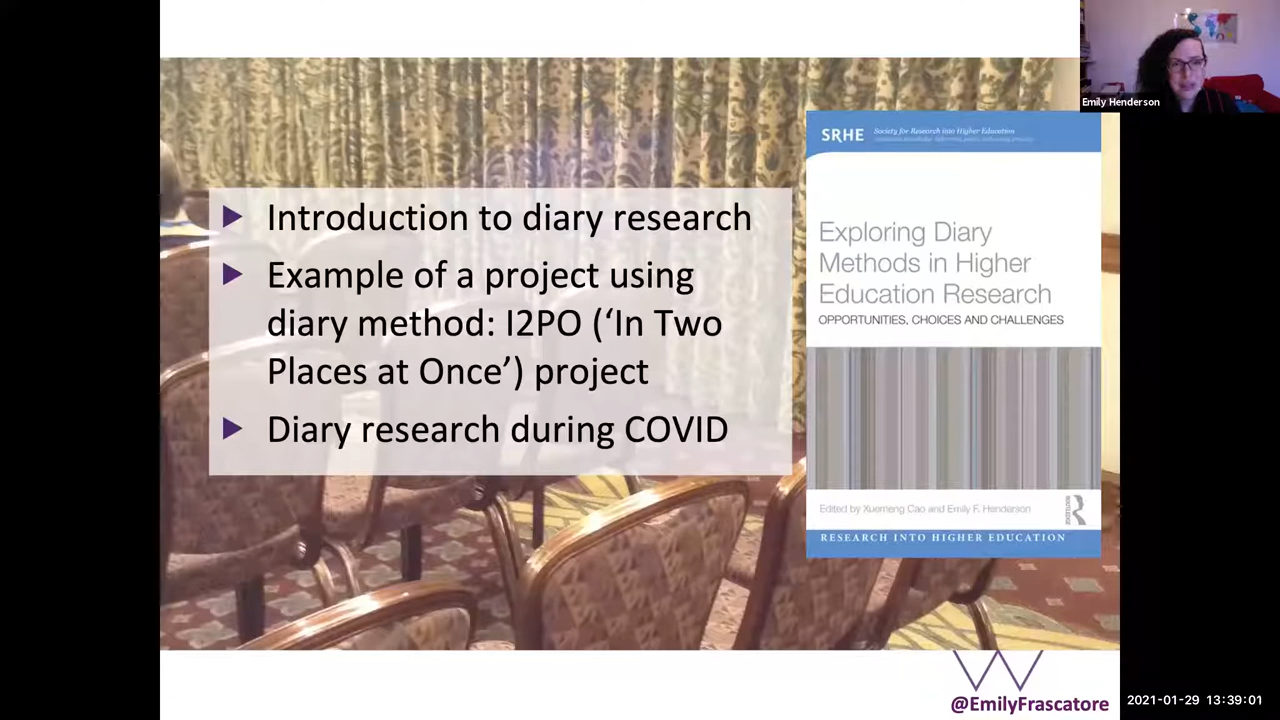 Emily Henderson
Introduction to diary research
Example of a project using
diary method: I2PO (‘In Two
Places at Once’) project
Diary research during COVID
SRHE Society for Research into Higher Education
Exploring Diary
Methods in Higher
Education Research
OPPORTUNITIES, CHOICES AND CHALLENGES
Edited by Xuemeng Cao and Emily F. Henderson
ROUTLEDGE
RESEARCH INTO HIGHER EDUCATION
@EmilyFrascatore
2021-01-29 13:39:01